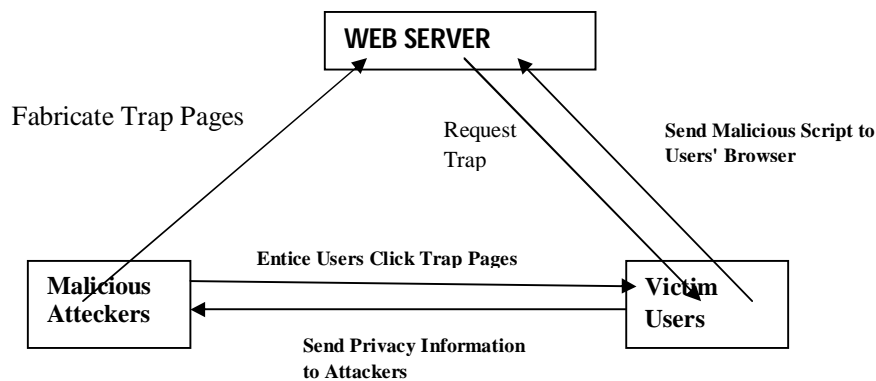 WEB SERVER
Fabricate Trap Pages
Request
Trap
Send Malicious Script to
Users' Browser
Entice Users Click Trap Pages
Malicious
Atteckers
Victim
Users
Send Privacy Information
to Attackers